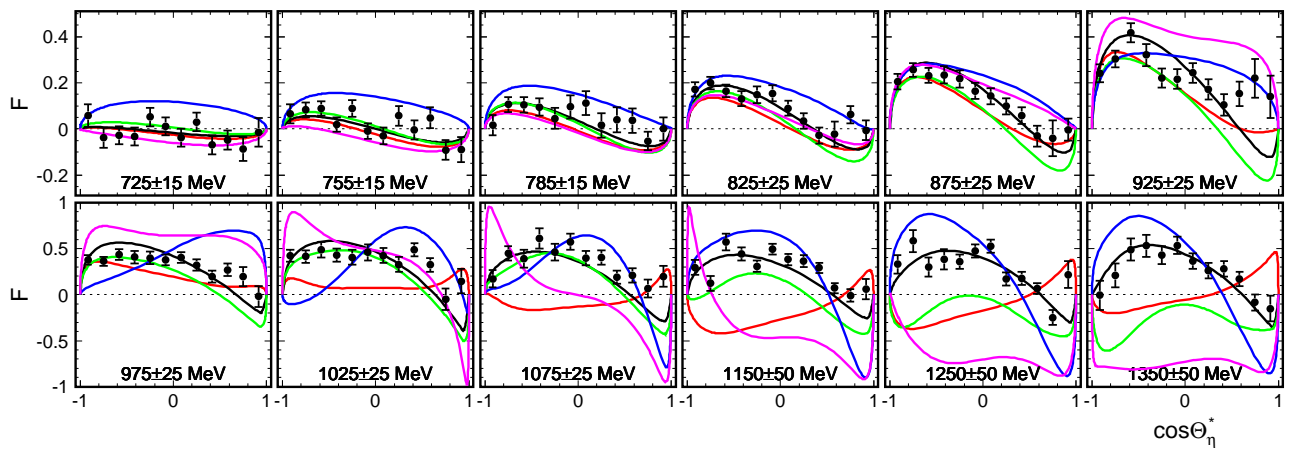 F
0.4
0.2
0
-0.2
725±15 MeV
755±15 MeV
785±15 MeV
825±25 MeV
875±25 MeV
925±25 MeV
F
1
0.5
0
-0.5
-1
975±25 MeV
1025±25 MeV
1075±25 MeV
1150±50 MeV
1250±50 MeV
1350±50 MeV
-1 0 1 -1 0 1 -1 0 1 -1 0 1 -1 0 1 -1 0 1
cosΘ*η